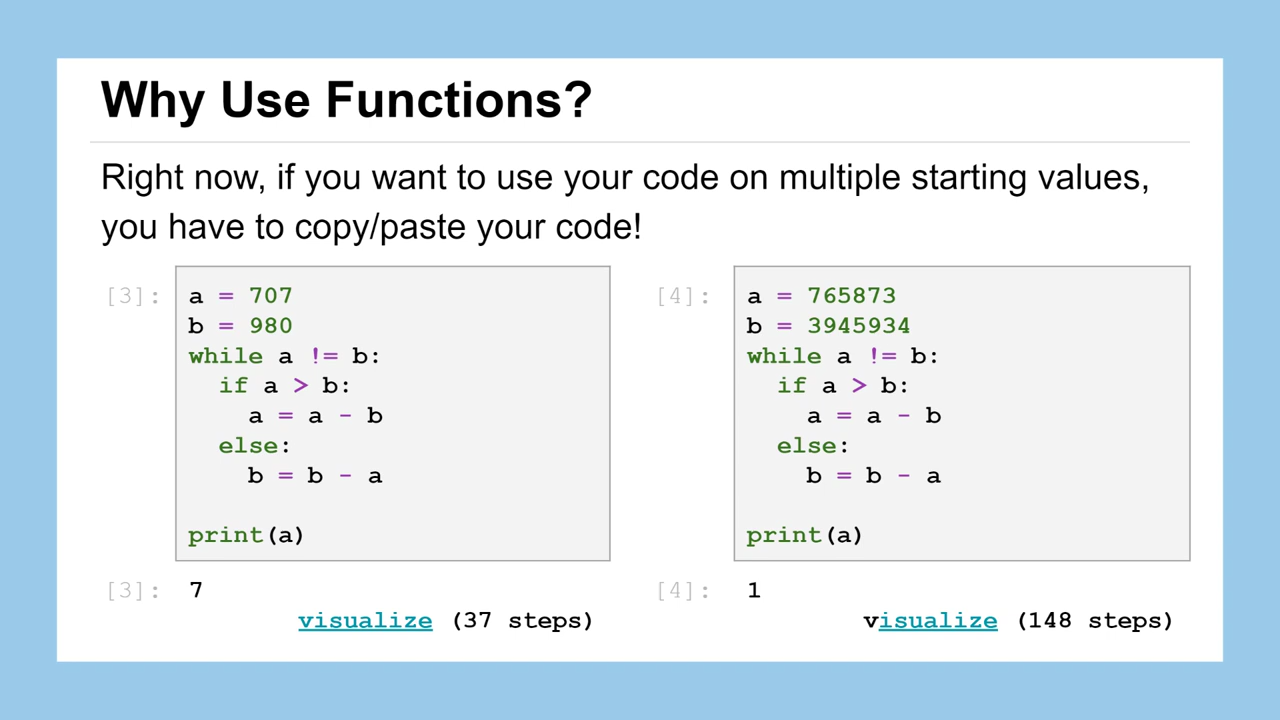 Why Use Functions?
Right now, if you want to use your code on multiple starting values,
you have to copy/paste your code!
[3]:
a = 707
b = 980
while a != b:
  if a > b:
    a = a - b
  else:
    b = b - a
print(a)
[3]: 7
visualize (37 steps)
[4]:
a = 765873
b = 3945934
while a != b:
  if a > b:
    a = a - b
  else:
    b = b - a
print(a)
[4]: 1
visualize (148 steps)